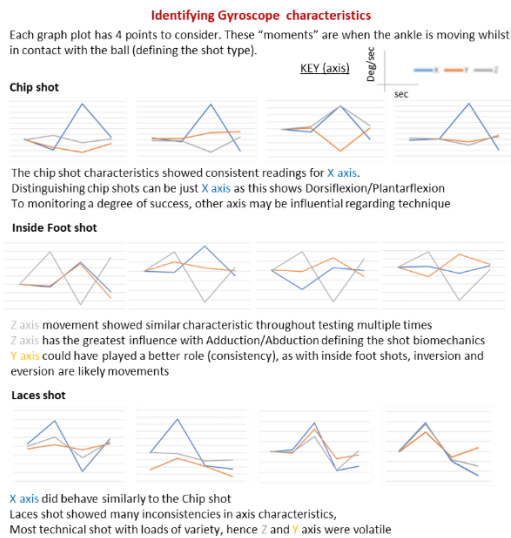 Identifying Gyroscope characteristics
Each graph plot has 4 points to consider. These “moments” are when the ankle is moving whilst
in contact with the ball (defining the shot type).
KEY (axis)
Deg/sec
X Y Z
sec
Chip shot
The chip shot characteristics showed consistent readings for X axis.
Distinguishing chip shots can be just X axis as this shows Dorsiflexion/Plantarflexion
To monitoring a degree of success, other axis may be influential regarding technique
Inside Foot shot
Z axis movement showed similar characteristic throughout testing multiple times
Z axis has the greatest influence with Adduction/Abduction defining the shot biomechanics
Y axis could have played a better role (consistency), as with inside foot shots, inversion and
eversion are likely movements
Laces shot
X axis did behave similarly to the Chip shot
Laces shot showed many inconsistencies in axis characteristics,
Most technical shot with loads of variety, hence Z and Y axis were volatile